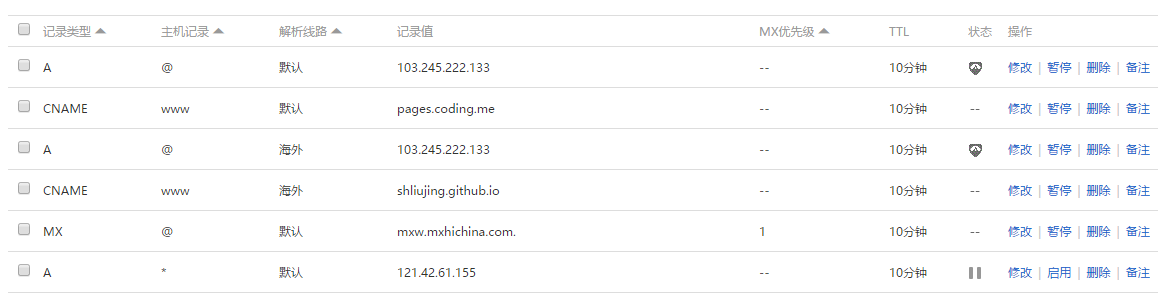 记录类型 主机记录 解析线路 记录值 MX优先级 TTL 状态 操作
A @ 默认 103.245.222.133 -- 10分钟 修改 | 暂停 | 删除 | 备注
CNAME www 默认 pages.coding.me -- 10分钟 -- 修改 | 暂停 | 删除 | 备注
A @ 海外 103.245.222.133 -- 10分钟 修改 | 暂停 | 删除 | 备注
CNAME www 海外 shliujing.github.io -- 10分钟 -- 修改 | 暂停 | 删除 | 备注
MX @ 默认 mxw.mxhichina.com. 1 10分钟 -- 修改 | 暂停 | 删除 | 备注
A * 默认 121.42.61.155 -- 10分钟 修改 | 启用 | 删除 | 备注